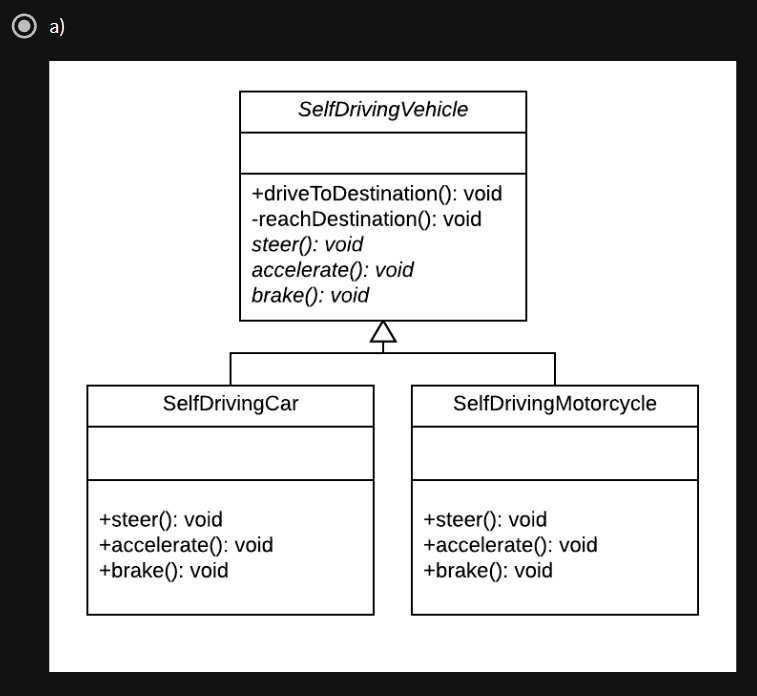 a)
SelfDrivingVehicle
+driveToDestination(): void
-reachDestination(): void
steer(): void
accelerate(): void
brake(): void
SelfDrivingCar
+steer(): void
+accelerate(): void
+brake(): void
SelfDrivingMotorcycle
+steer(): void
+accelerate(): void
+brake(): void